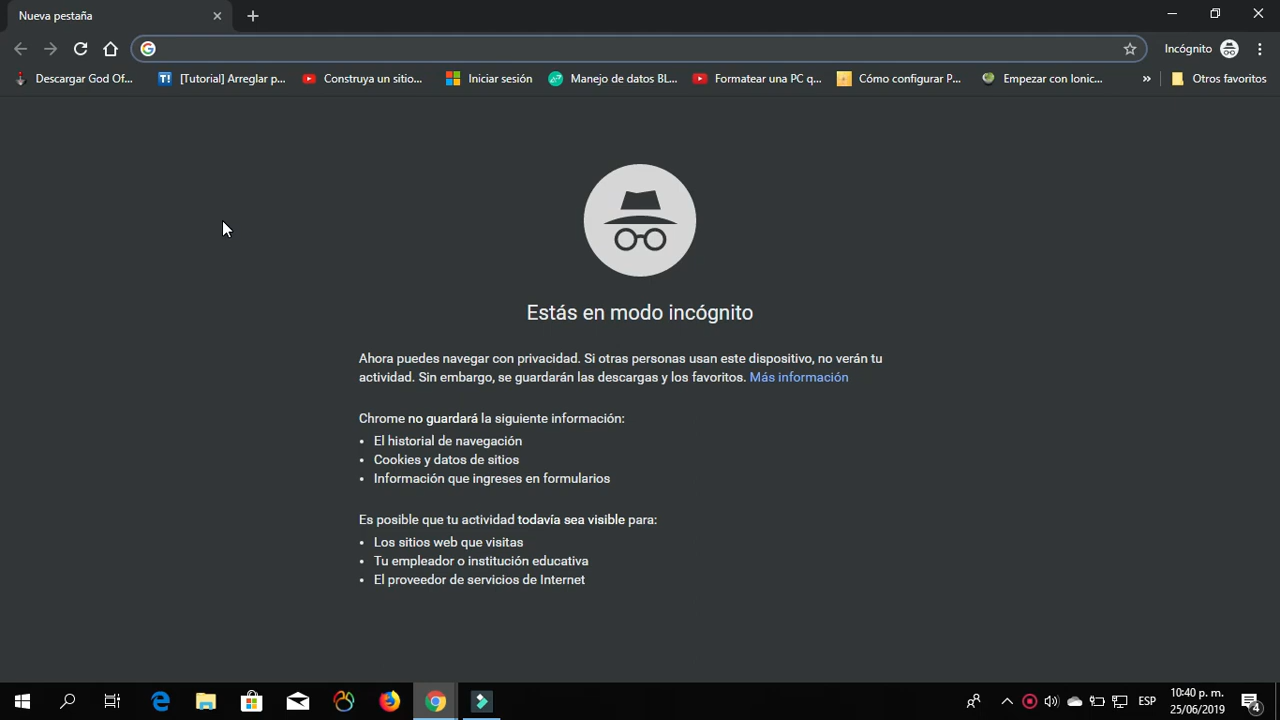 Nueva pestaña
Incógnito
Descargar God Of...
[Tutorial] Arreglar p...
Construya un sitio...
Iniciar sesión
Manejo de datos BL...
Formatear una PC q...
Cómo configurar P...
Empezar con Ionic...
»
Otros favoritos
Estás en modo incógnito
Ahora puedes navegar con privacidad. Si otras personas usan este dispositivo, no verán tu
actividad. Sin embargo, se guardarán las descargas y los favoritos. Más información
Chrome no guardará la siguiente información:
• El historial de navegación
• Cookies y datos de sitios
• Información que ingreses en formularios
Es posible que tu actividad todavía sea visible para:
• Los sitios web que visitas
• Tu empleador o institución educativa
• El proveedor de servicios de Internet
ESP
10:40 p. m.
25/06/2019
4